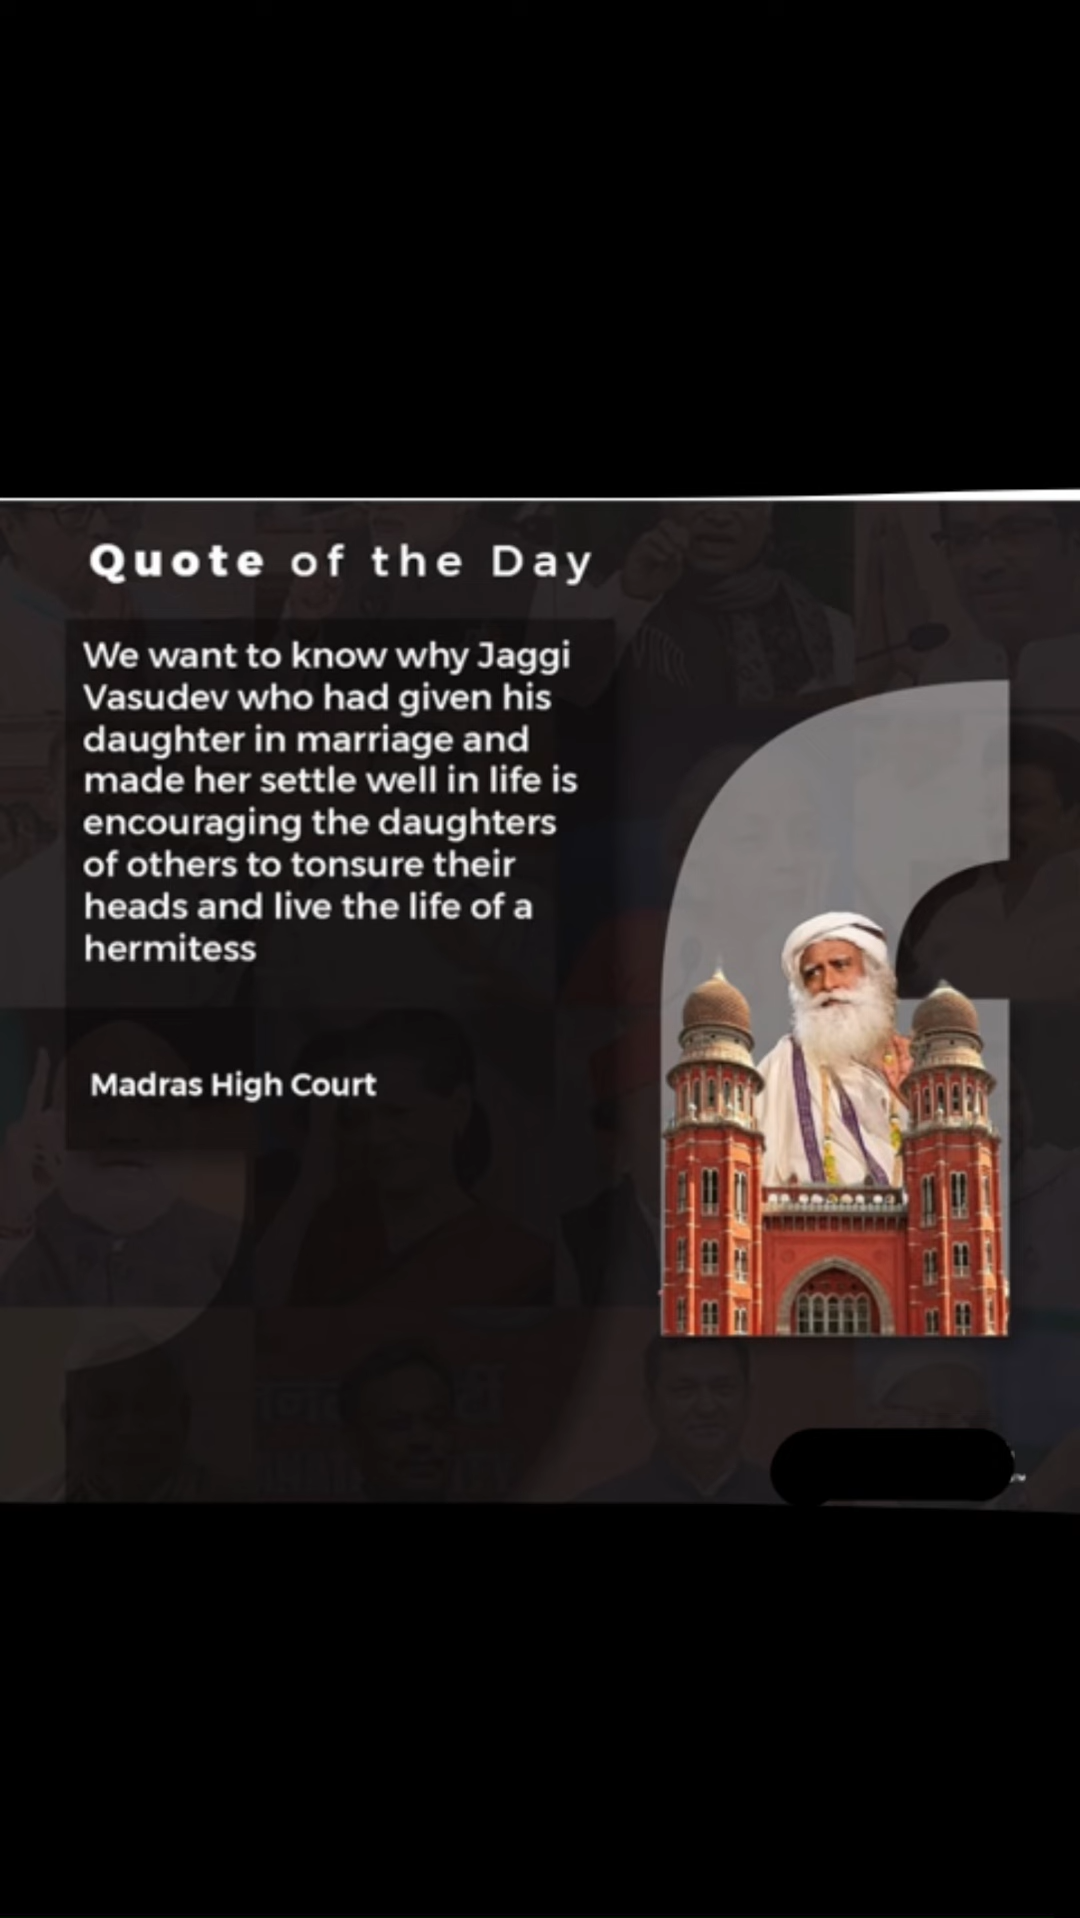 Quote of the Day
We want to know why Jaggi
Vasudev who had given his
daughter in marriage and
made her settle well in life is
encouraging the daughters
of others to tonsure their
heads and live the life of a
hermitess
Madras High Court